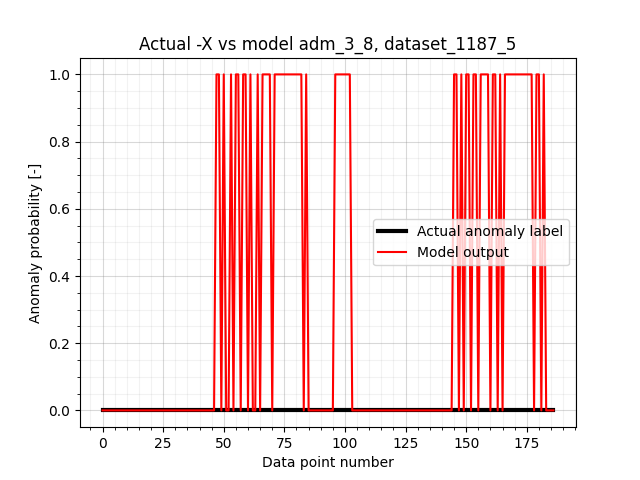 Actual -X vs model adm_3_8, dataset_1187_5
1.0
0.8
0.6
0.4
0.2
0.0
Anomaly probability [-]
Actual anomaly label
Model output
0 25 50 75 100 125 150 175
Data point number